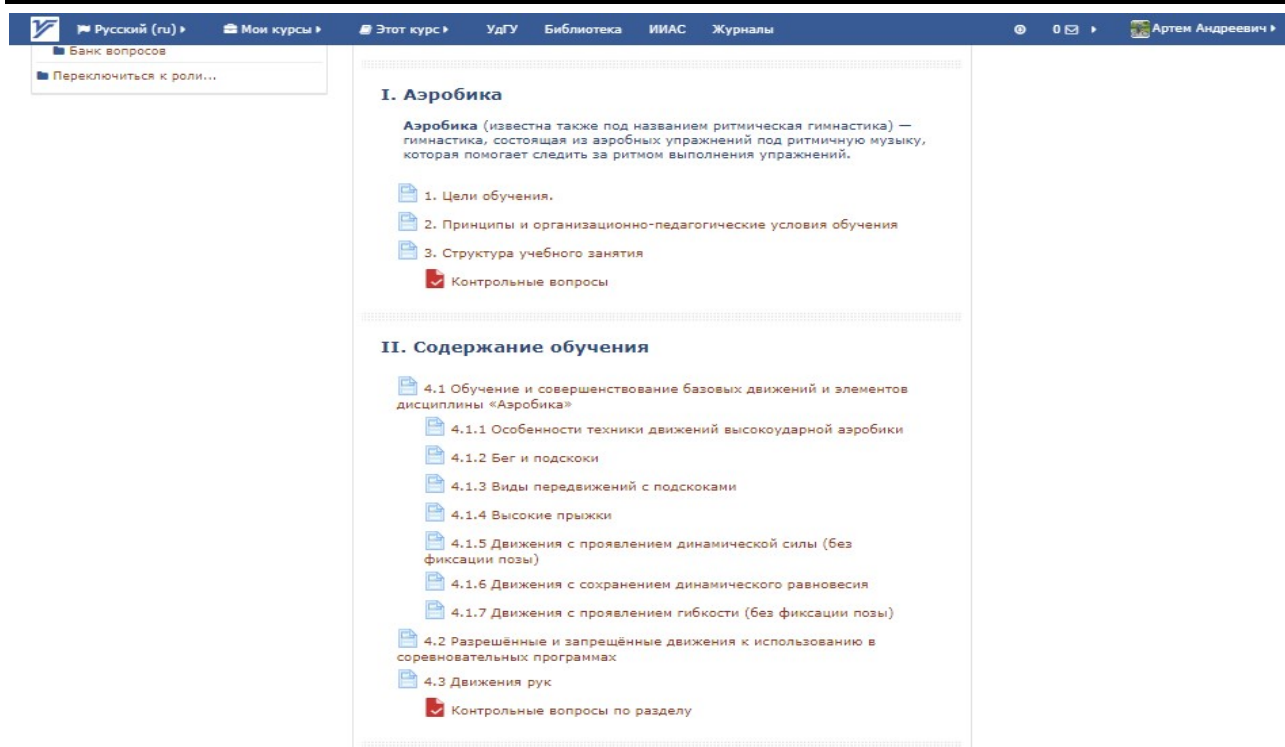 Русский (ru) Мои курсы Этот курс УдГУ Библиотека ИИАС Журналы 0 Артем Андреевич
Банк вопросов
Переключиться к роли...
I. Аэробика
Аэробика (известна также под названием ритмическая гимнастика) —
гимнастика, состоящая из аэробных упражнений под ритмичную музыку,
которая помогает следить за ритмом выполнения упражнений.
1. Цели обучения.
2. Принципы и организационно-педагогические условия обучения
3. Структура учебного занятия
Контрольные вопросы
II. Содержание обучения
4.1 Обучение и совершенствование базовых движений и элементов
дисциплины «Аэробика»
4.1.1 Особенности техники движений высокоударной аэробики
4.1.2 Бег и подскоки
4.1.3 Виды передвижений с подскоками
4.1.4 Высокие прыжки
4.1.5 Движения с проявлением динамической силы (без
фиксации позы)
4.1.6 Движения с сохранением динамического равновесия
4.1.7 Движения с проявлением гибкости (без фиксации позы)
4.2 Разрешённые и запрещённые движения к использованию в
соревновательных программах
4.3 Движения рук
Контрольные вопросы по разделу